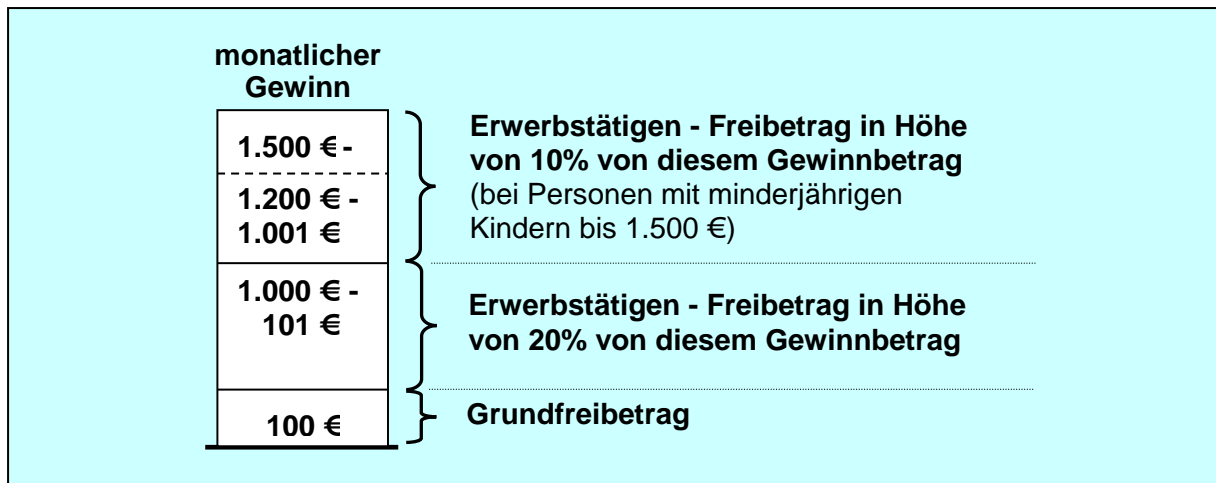 monatlicher
Gewinn
1.500 € -
1.200 € -
1.001 €
Erwerbstätigen - Freibetrag in Höhe
von 10% von diesem Gewinnbetrag
(bei Personen mit minderjährigen
Kindern bis 1.500 €)
1.000 € -
101 €
Erwerbstätigen - Freibetrag in Höhe
von 20% von diesem Gewinnbetrag
100 €
Grundfreibetrag